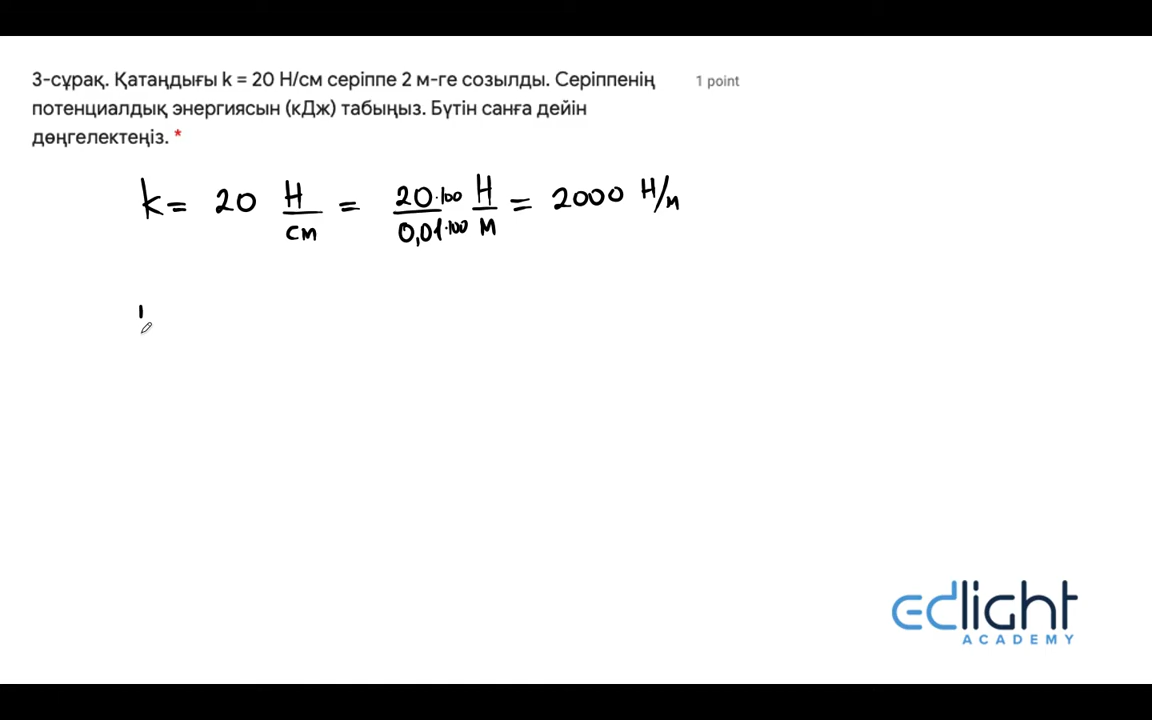 3-сұрақ. Қатаңдығы k = 20 Н/см серіппе 2 м-ге созылды. Серіппенің
потенциалдық энергиясын (кДж) табыңыз. Бүтін санға дейін
дөңгелектеңіз. *
1 point
k = 20 Н/см = 20·100/0,01·100 Н/м = 2000 Н/м
edlight
ACADEMY